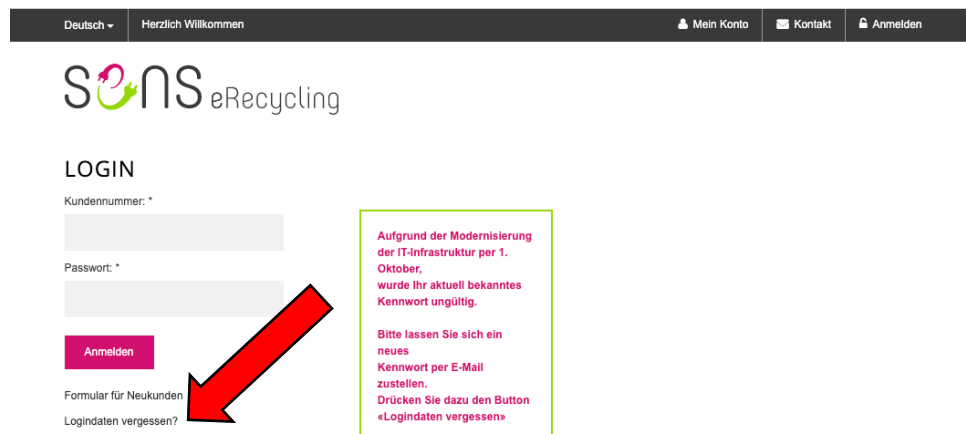 Deutsch
Herzlich Willkommen
Mein Konto
Kontakt
Anmelden
SENS eRecycling
LOGIN
Kundennummer: *
Passwort: *
Anmelden
Formular für Neukunden
Logindaten vergessen?
Aufgrund der Modernisierung
der IT-Infrastruktur per 1.
Oktober,
wurde Ihr aktuell bekanntes
Kennwort ungültig.
Bitte lassen Sie sich ein
neues
Kennwort per E-Mail
zustellen.
Drücken Sie dazu den Button
«Logindaten vergessen»